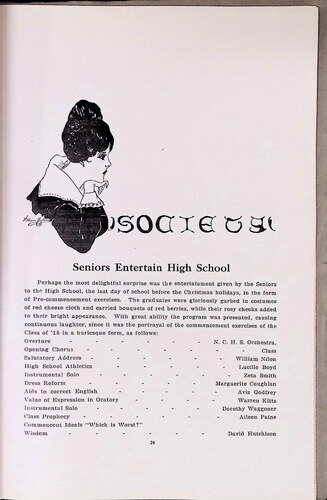 SOCIETY
Seniors Entertain High School
Perhaps the most delightful surprise was the entertainment given by the Seniors
to the High School, the last day of school before the Christmas holidays, in the form
of Pre-commencement exercises. The graduates were gloriously garbed in costumes
of red cheese cloth and carried bouquets of red berries, while their rosy cheeks added
to their bright appearance. With great ability the program was presented, causing
continuous laughter, since it was the portrayal of the commencement exercises of the
Class of '15 in a burlesque form, as follows:
Overture - - - - - - N. C. H. S. Orchestra,
Opening Chorus - - - - - - Class
Salutatory Address - - - - - - William Nilon
High School Athletics - - - - - - Lucille Boyd
Instrumental Solo - - - - - - Zeta Smith
Dress Reform - - - - - - Marguerite Coughlan
Aids to correct English - - - - - - Avis Godfrey
Value of Expression in Oratory - - - - - Warren Kitts
Instrumental Solo - - - - - - Dorothy Waggoner
Class Prophecy - - - - - - Aileen Paine
Commencent Ideals "Which is Worst?"
Wisdom - - - - - - David Hutchison